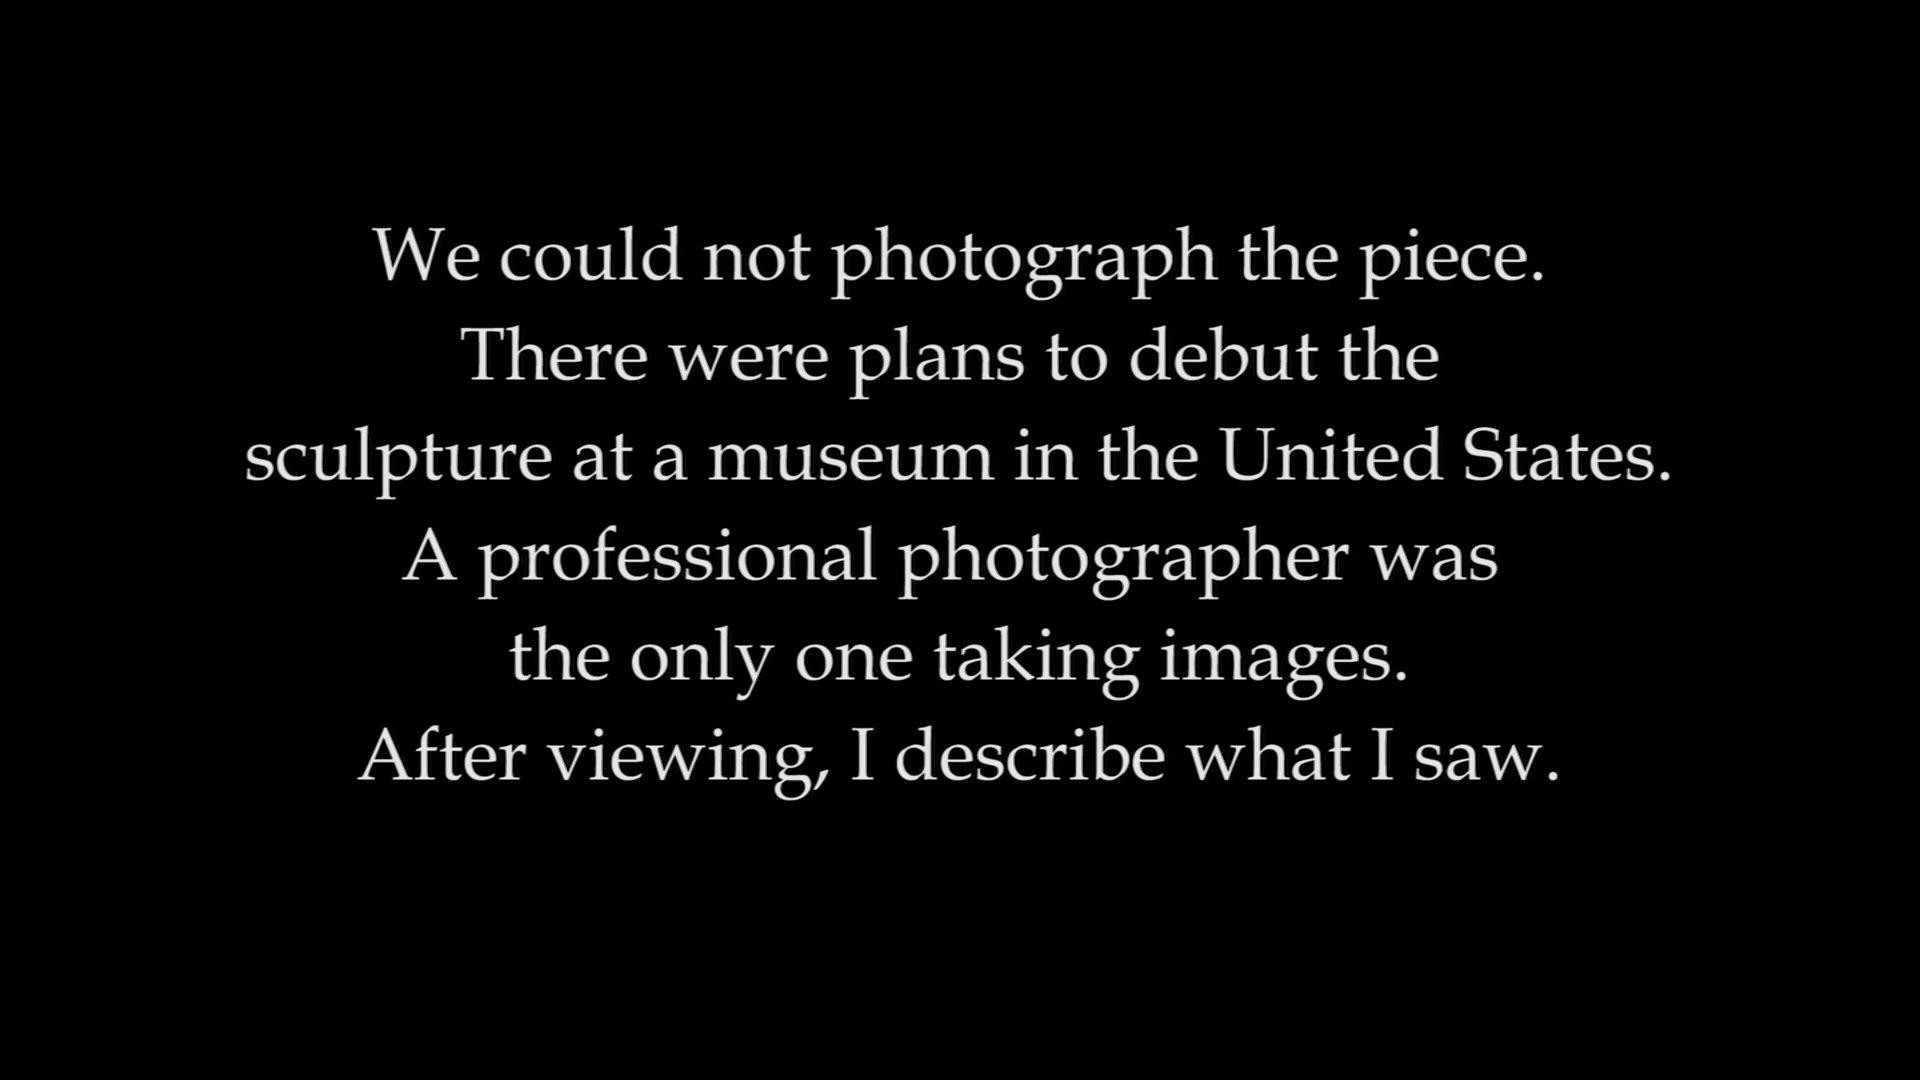 We could not photograph the piece.
There were plans to debut the
sculpture at a museum in the United States.
A professional photographer was
the only one taking images.
After viewing, I describe what I saw.